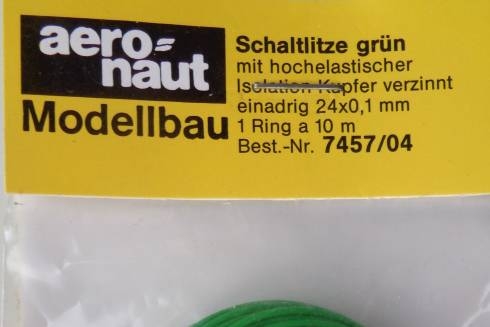 aero-
naut
Modellbau
Schaltlitze grün
mit hochelastischer
Isolation Kupfer verzinnt
einadrig 24x0,1 mm
1 Ring a 10 m
Best.-Nr. 7457/04